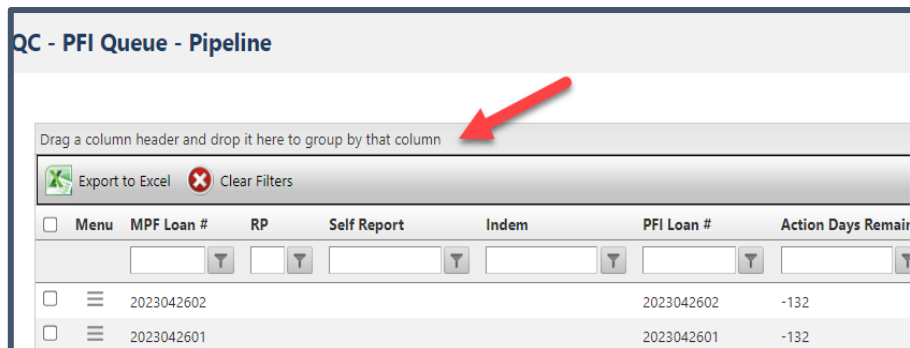 QC - PFI Queue - Pipeline
Drag a column header and drop it here to group by that column
Export to Excel Clear Filters
Menu MPF Loan # RP Self Report Indem PFI Loan # Action Days Remain
2023042602 2023042602 -132
2023042601 2023042601 -132